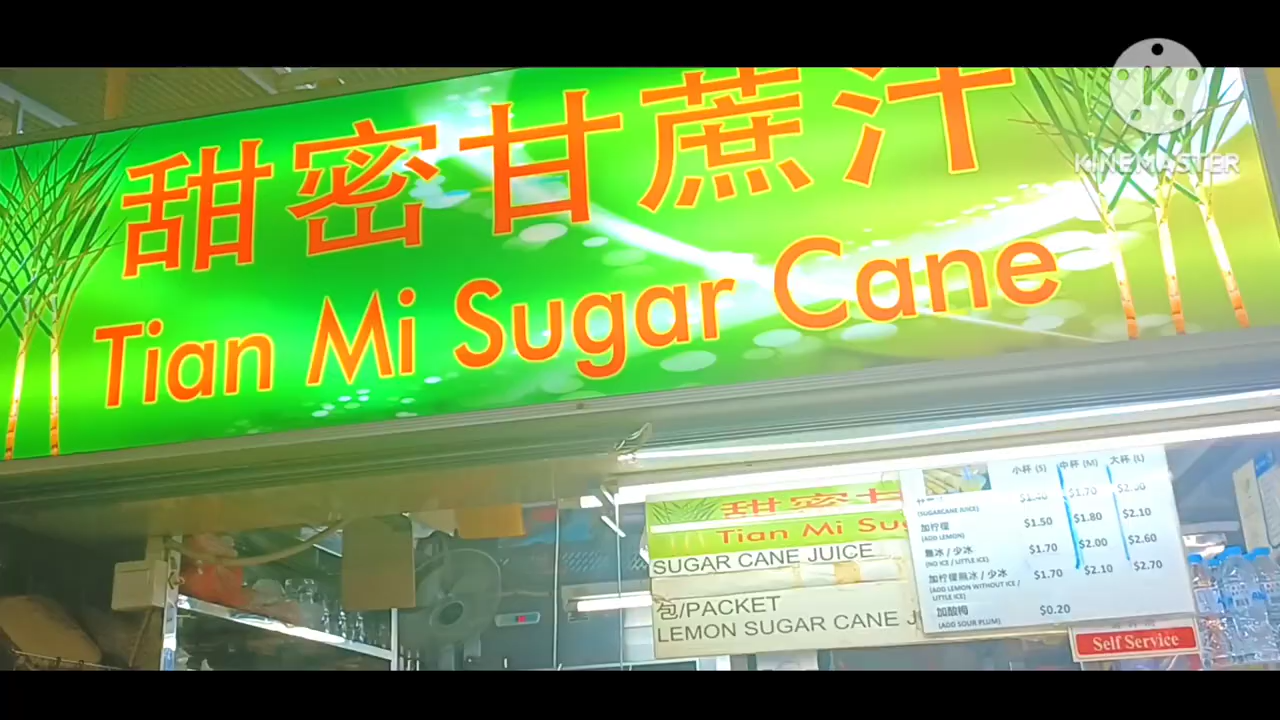 甜密甘蔗汁
Tian Mi Sugar Cane
KINEMASTER
甜密甘
Tian Mi Su
SUGAR CANE JUICE
包/PACKET
LEMON SUGAR CANE J
小杯 (S) 中杯 (M) 大杯 (L)
(SUGARCANE JUICE) $1.40 $1.70
加柠檬 $1.50 $1.80 $2.10
(ADD LEMON)
無冰 / 少冰 $1.70 $2.00 $2.60
(NO ICE / LITTLE ICE)
加柠檬無冰 / 少冰 $1.70 $2.10 $2.70
(ADD LEMON WITHOUT ICE /
LITTLE ICE)
加酸梅 $0.20
(ADD SOUR PLUM)
Self Service